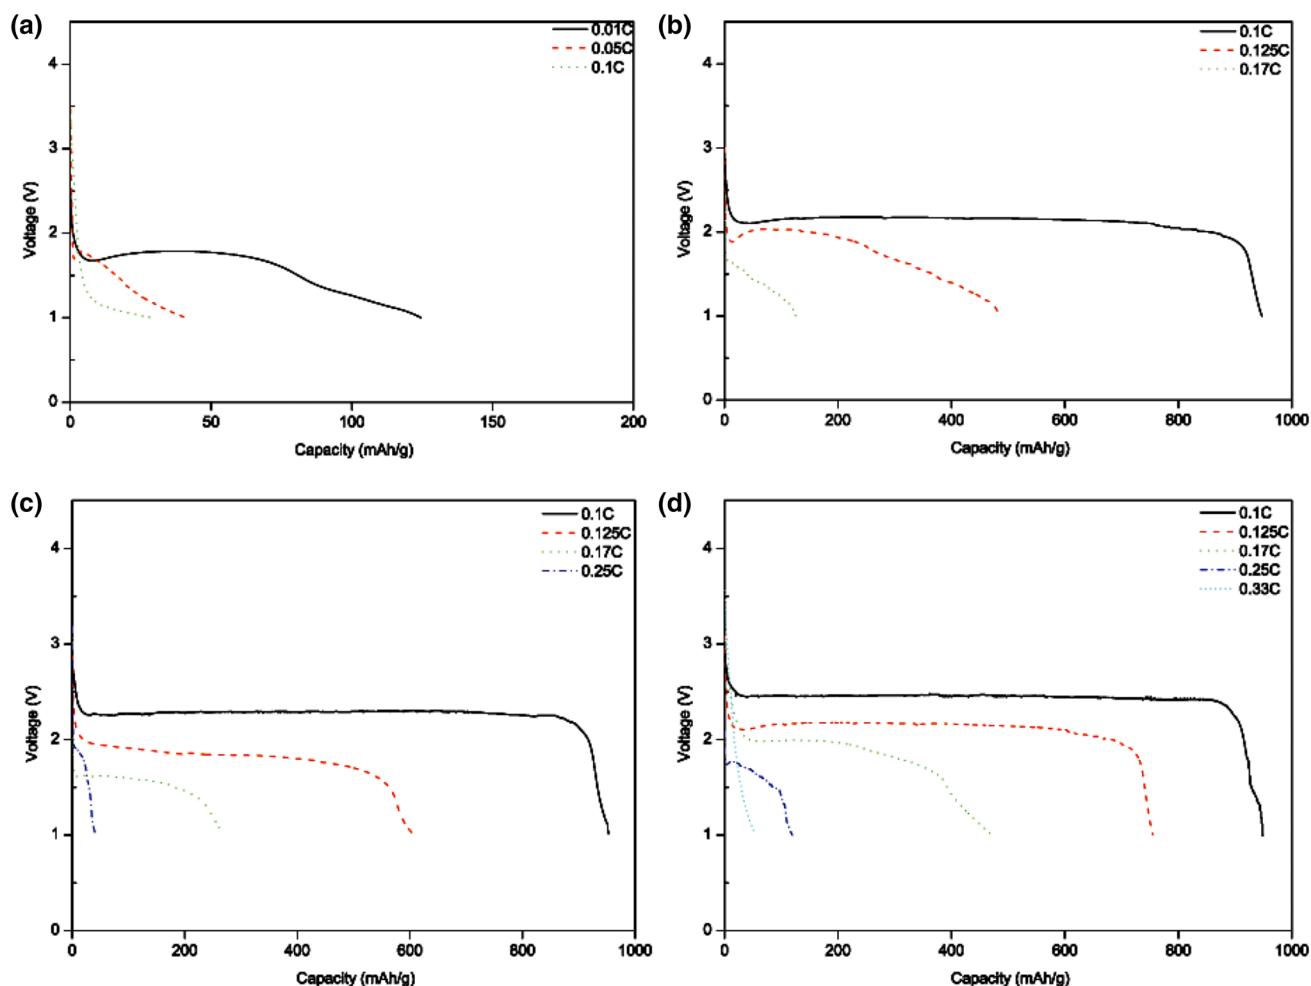 (a)
0.01C
0.05C
0.1C
4
3
2
1
0
Voltage (V)
0
50
100
150
200
Capacity (mAh/g)
(b)
0.1C
0.125C
0.17C
4
3
2
1
0
Voltage (V)
0
200
400
600
800
1000
Capacity (mAh/g)
(c)
0.1C
0.125C
0.17C
0.25C
4
3
2
1
0
Voltage (V)
0
200
400
600
800
1000
Capacity (mAh/g)
(d)
0.1C
0.125C
0.17C
0.25C
0.33C
4
3
2
1
0
Voltage (V)
0
200
400
600
800
1000
Capacity (mAh/g)